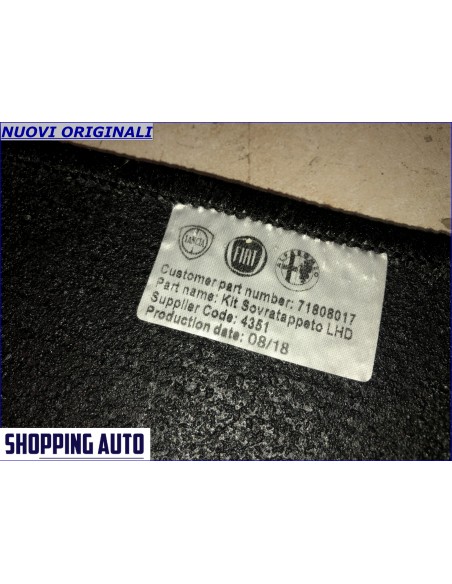 NUOVI ORIGINALI
LANCIA
FIAT
Customer part number: 71808017
Part name: Kit Sovratappeto LHD
Supplier Code: 4351
Production date: 08/18
SHOPPING AUTO